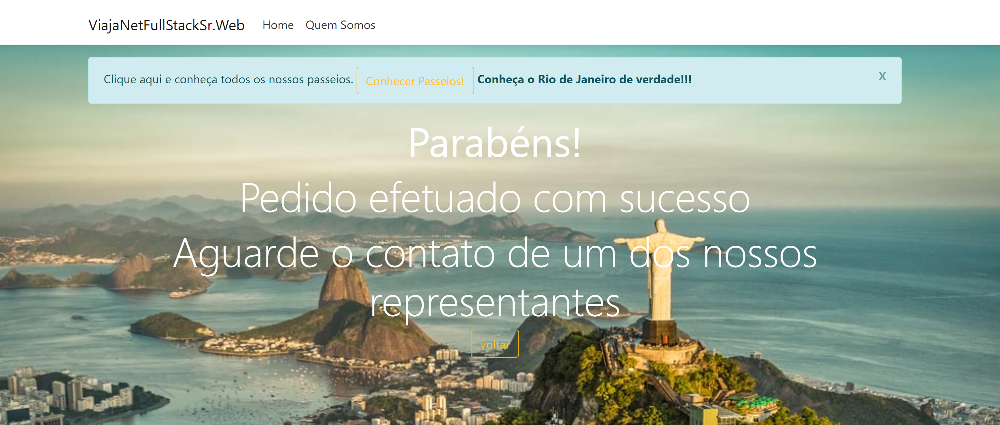 ViajaNetFullStackSr.Web Home Quem Somos
Clique aqui e conheça todos os nossos passeios. Conhecer Passeios! Conheça o Rio de Janeiro de verdade!!! X
Parabéns!
Pedido efetuado com sucesso
Aguarde o contato de um dos nossos
representantes
voltar